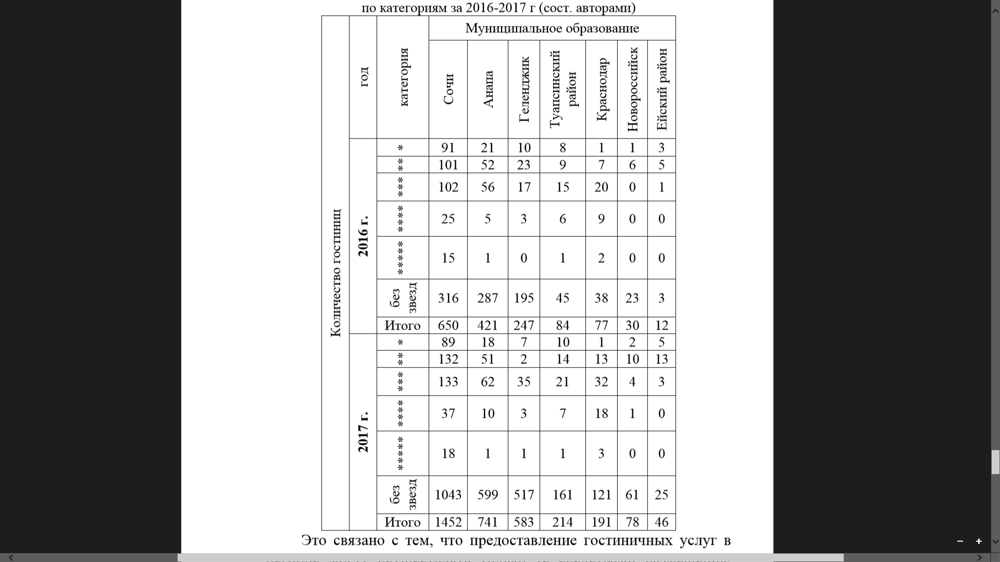 по категориям за 2016-2017 г (сост. авторами)
Количество гостиниц
год
категория
Муниципальное образование
Сочи
Анапа
Геленджик
Туапсинский
район
Краснодар
Новороссийск
Ейский район
2016 г.
* 91 21 10 8 1 1 3
** 101 52 23 9 7 6 5
*** 102 56 17 15 20 0 1
**** 25 5 3 6 9 0 0
***** 15 1 0 1 2 0 0
без
звезд
316 287 195 45 38 23 3
Итого 650 421 247 84 77 30 12
2017 г.
* 89 18 7 10 1 2 5
** 132 51 2 14 13 10 13
*** 133 62 35 21 32 4 3
**** 37 10 3 7 18 1 0
***** 18 1 1 1 3 0 0
без
звезд
1043 599 517 161 121 61 25
Итого 1452 741 583 214 191 78 46
Это связано с тем, что предоставление гостиничных услуг в